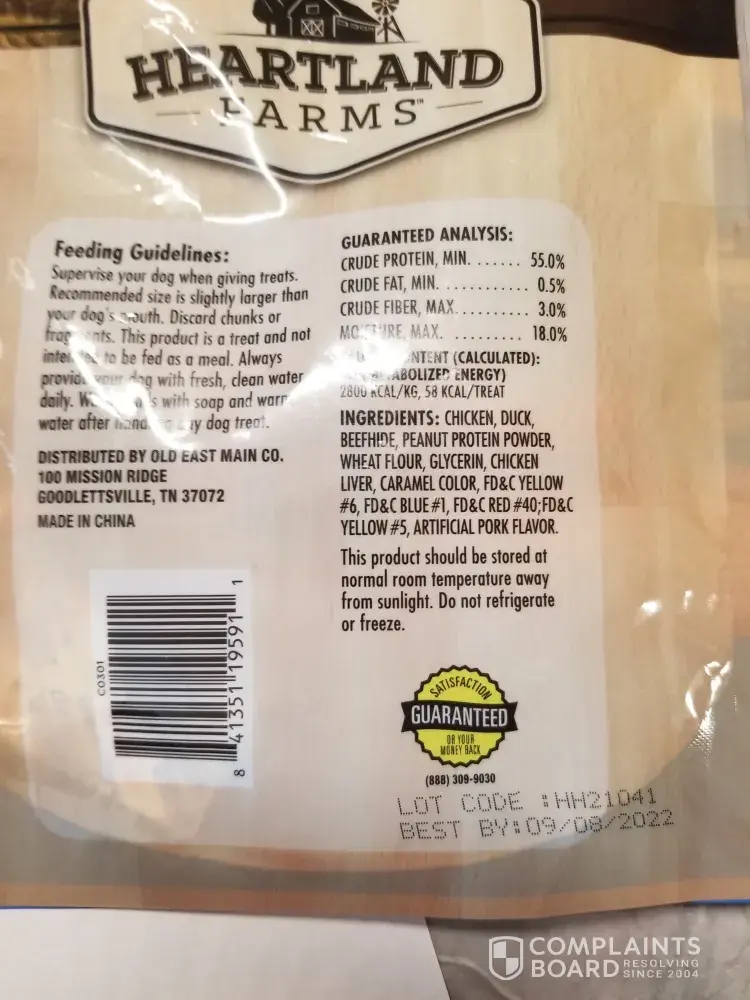 HEARTLAND
FARMS™
Feeding Guidelines:
Supervise your dog when giving treats.
Recommended size is slightly larger than
your dog's mouth. Discard chunks or
fragments. This product is a treat and not
intended to be fed as a meal. Always
provide your dog with fresh, clean water
daily. with soap and warm
water after any dog treat.
DISTRIBUTED BY OLD EAST MAIN CO.
100 MISSION RIDGE
GOODLETTSVILLE, TN 37072
MADE IN CHINA
C0301
8 41351 19591 1
GUARANTEED ANALYSIS:
CRUDE PROTEIN, MIN. . . . . . . 55.0%
CRUDE FAT, MIN. . . . . . . . . . . . 0.5%
CRUDE FIBER, MAX. . . . . . . . . . 3.0%
MOISTURE, MAX. . . . . . . . . . . 18.0%
CONTENT (CALCULATED):
METABOLIZED ENERGY)
2800 KCAL/KG, 58 KCAL/TREAT
INGREDIENTS: CHICKEN, DUCK,
BEEFHIDE, PEANUT PROTEIN POWDER,
WHEAT FLOUR, GLYCERIN, CHICKEN
LIVER, CARAMEL COLOR, FD&C YELLOW
#6, FD&C BLUE #1, FD&C RED #40;FD&C
YELLOW #5, ARTIFICIAL PORK FLAVOR.
This product should be stored at
normal room temperature away
from sunlight. Do not refrigerate
or freeze.
SATISFACTION
GUARANTEED
OR YOUR
MONEY BACK
(888) 309-9030
LOT CODE :HH21041
BEST BY:09/08/2022
COMPLAINTS
BOARD RESOLVING
SINCE 2004